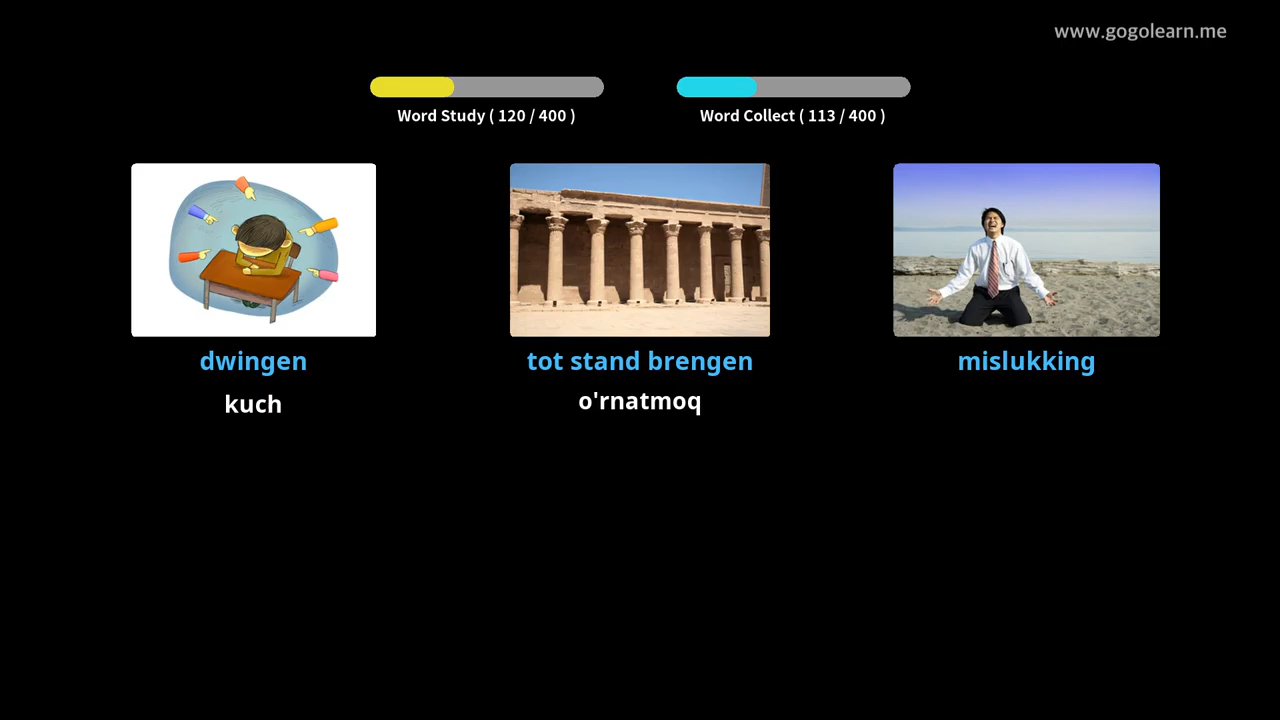 www.gogolearn.me
Word Study ( 120 / 400 )
Word Collect ( 113 / 400 )
dwingen
tot stand brengen
mislukking
kuch
o'rnatmoq